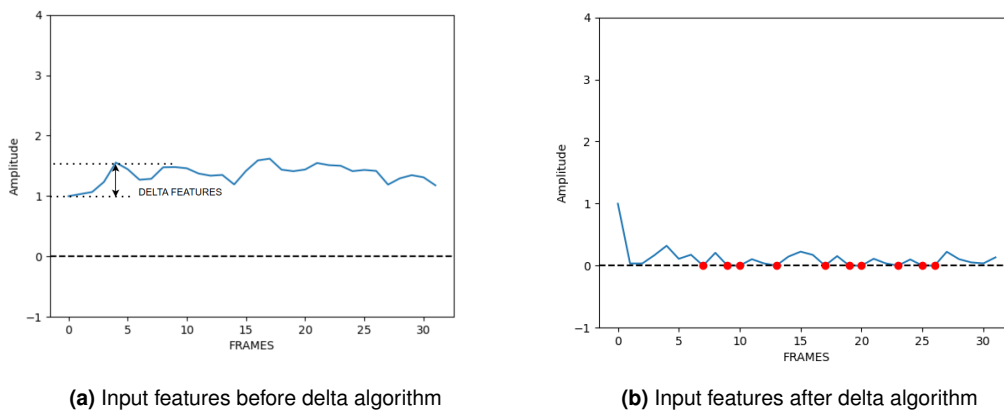 4
3
2
1
0
−1
Amplitude
DELTA FEATURES
0 5 10 15 20 25 30
FRAMES
(a) Input features before delta algorithm
4
3
2
1
0
−1
Amplitude
0 5 10 15 20 25 30
FRAMES
(b) Input features after delta algorithm